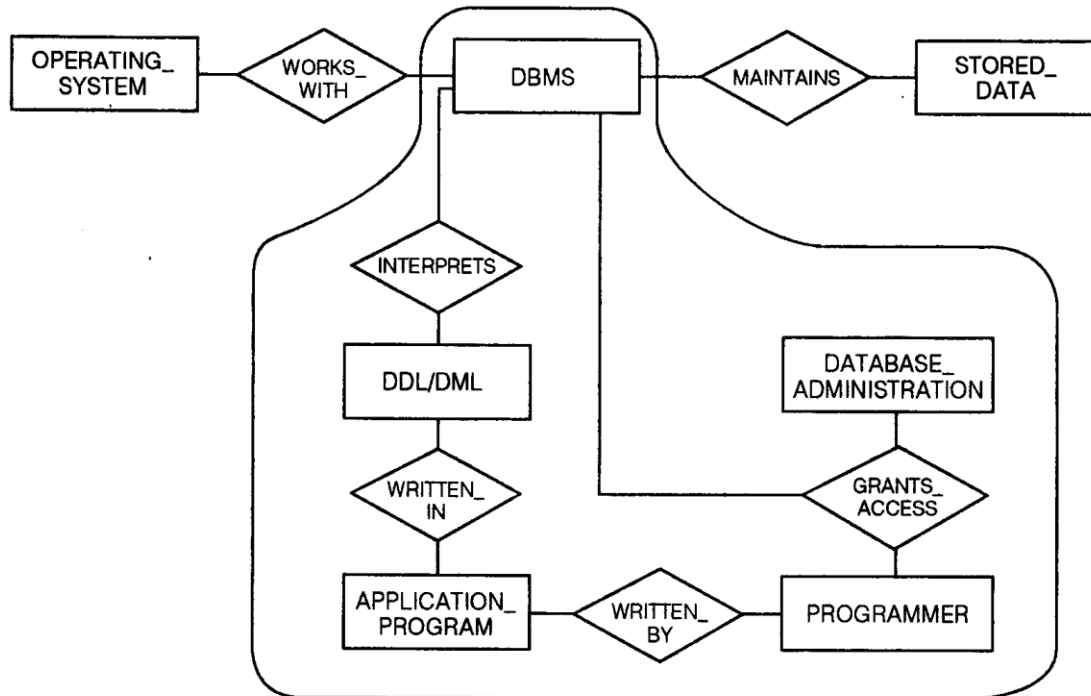 OPERATING_
SYSTEM
WORKS_
WITH
DBMS
MAINTAINS
STORED_
DATA
INTERPRETS
DDL/DML
DATABASE_
ADMINISTRATION
WRITTEN_
IN
GRANTS_
ACCESS
APPLICATION_
PROGRAM
WRITTEN_
BY
PROGRAMMER